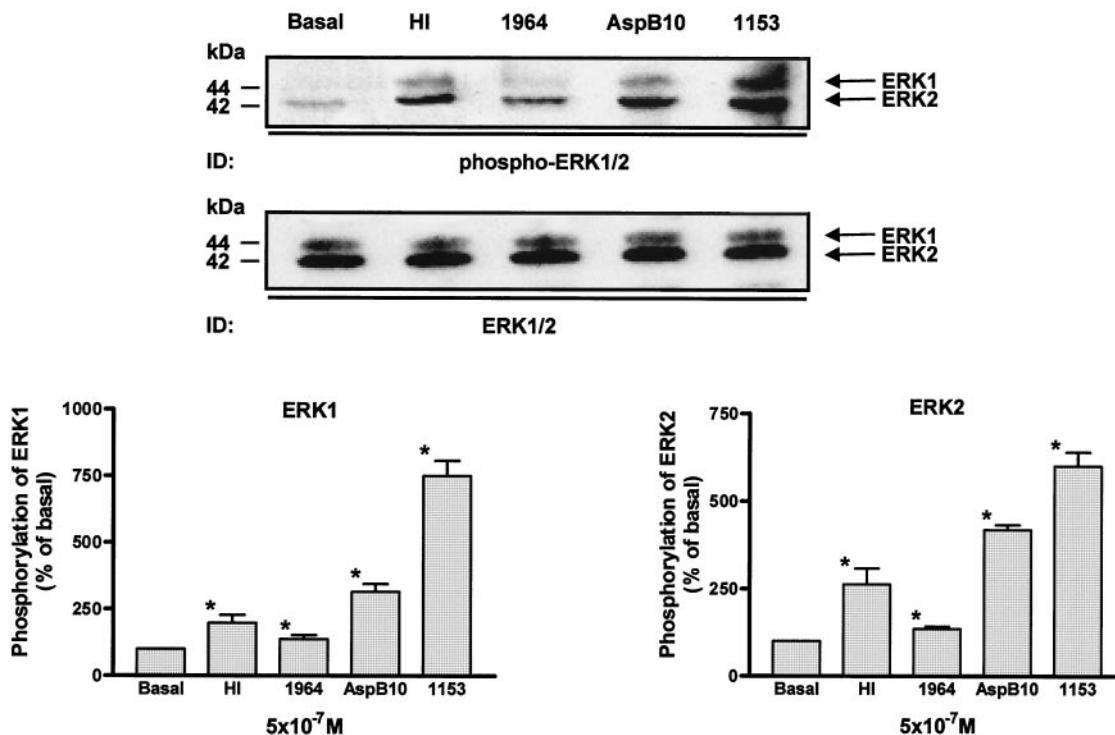 Basal HI 1964 AspB10 1153
kDa
44
42
ERK1
ERK2
ID: phospho-ERK1/2
kDa
44
42
ERK1
ERK2
ID: ERK1/2
ERK1
Phosphorylation of ERK1
(% of basal)
1000
750
500
250
0
Basal HI 1964 AspB10 1153
5x10⁻⁷M
ERK2
Phosphorylation of ERK2
(% of basal)
750
500
250
0
Basal HI 1964 AspB10 1153
5x10⁻⁷M
* * * *
* * * *